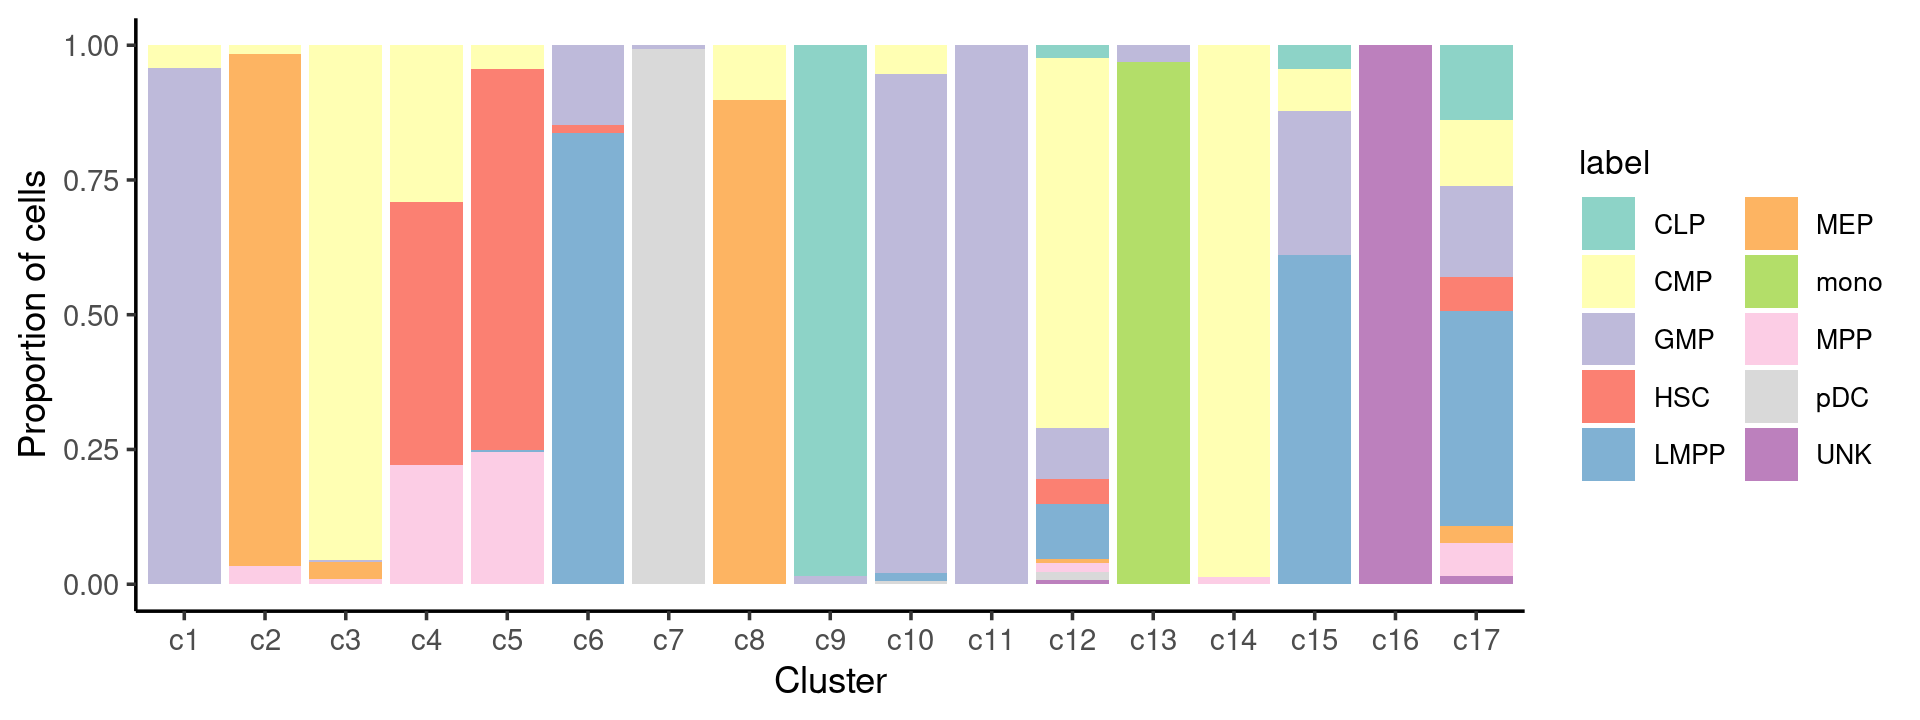 1.00
0.75
0.50
0.25
0.00
Proportion of cells
c1 c2 c3 c4 c5 c6 c7 c8 c9 c10 c11 c12 c13 c14 c15 c16 c17
Cluster
label
CLP MEP
CMP mono
GMP MPP
HSC pDC
LMPP UNK